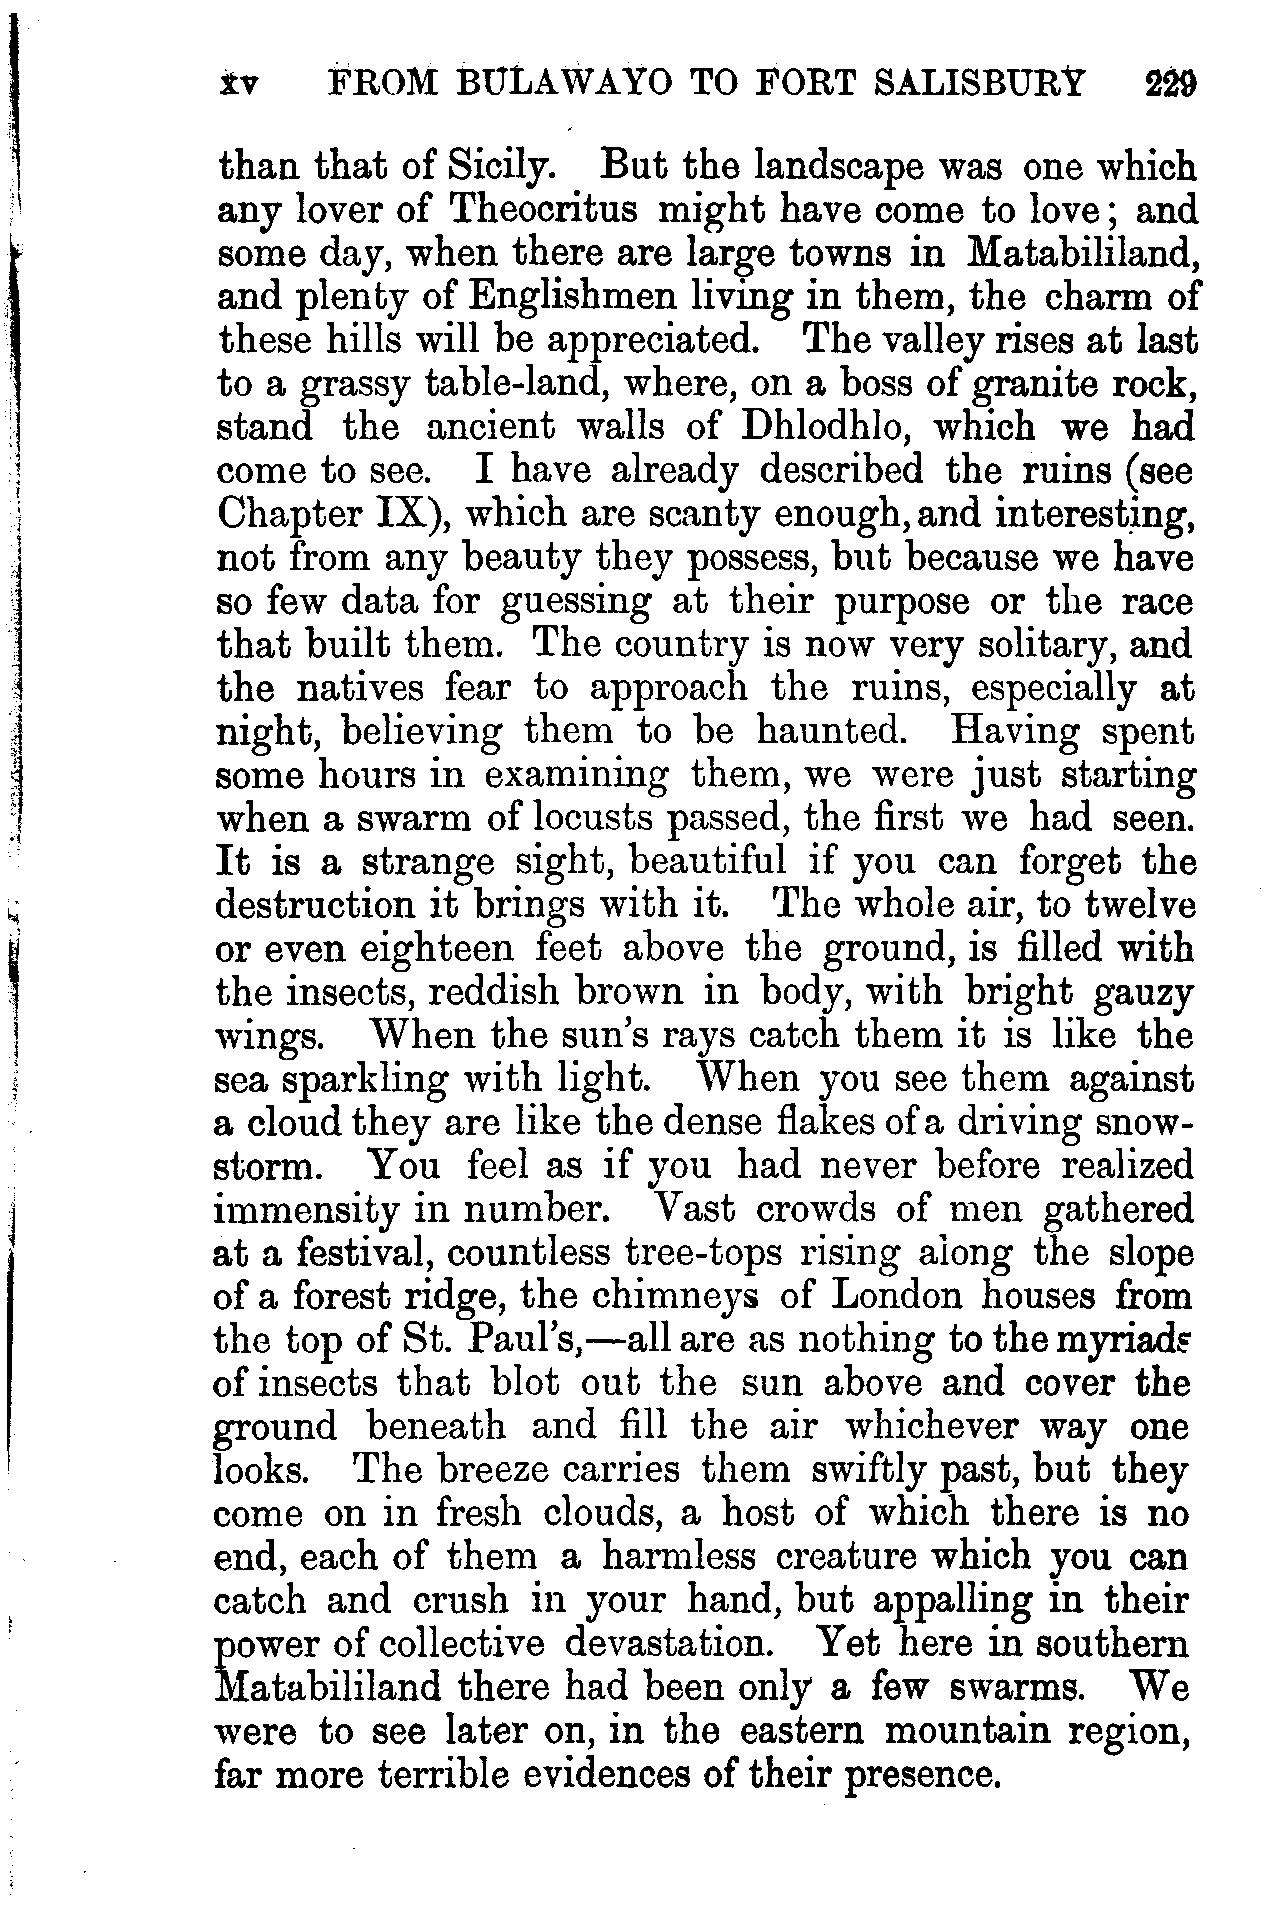 xv FROM BULAWAYO TO FORT SALISBURY 229
than that of Sicily. But the landscape was one which
any lover of Theocritus might have come to love; and
some day, when there are large towns in Matabililand,
and plenty of Englishmen living in them, the charm of
these hills will be appreciated. The valley rises at last
to a grassy table-land, where, on a boss of granite rock,
stand the ancient walls of Dhlodhlo, which we had
come to see. I have already described the ruins (see
Chapter IX), which are scanty enough, and interesting,
not from any beauty they possess, but because we have
so few data for guessing at their purpose or the race
that built them. The country is now very solitary, and
the natives fear to approach the ruins, especially at
night, believing them to be haunted. Having spent
some hours in examining them, we were just starting
when a swarm of locusts passed, the first we had seen.
It is a strange sight, beautiful if you can forget the
destruction it brings with it. The whole air, to twelve
or even eighteen feet above the ground, is filled with
the insects, reddish brown in body, with bright gauzy
wings. When the sun's rays catch them it is like the
sea sparkling with light. When you see them against
a cloud they are like the dense flakes of a driving snow-
storm. You feel as if you had never before realized
immensity in number. Vast crowds of men gathered
at a festival, countless tree-tops rising along the slope
of a forest ridge, the chimneys of London houses from
the top of St. Paul's,—all are as nothing to the myriads
of insects that blot out the sun above and cover the
ground beneath and fill the air whichever way one
looks. The breeze carries them swiftly past, but they
come on in fresh clouds, a host of which there is no
end, each of them a harmless creature which you can
catch and crush in your hand, but appalling in their
power of collective devastation. Yet here in southern
Matabililand there had been only a few swarms. We
were to see later on, in the eastern mountain region,
far more terrible evidences of their presence.